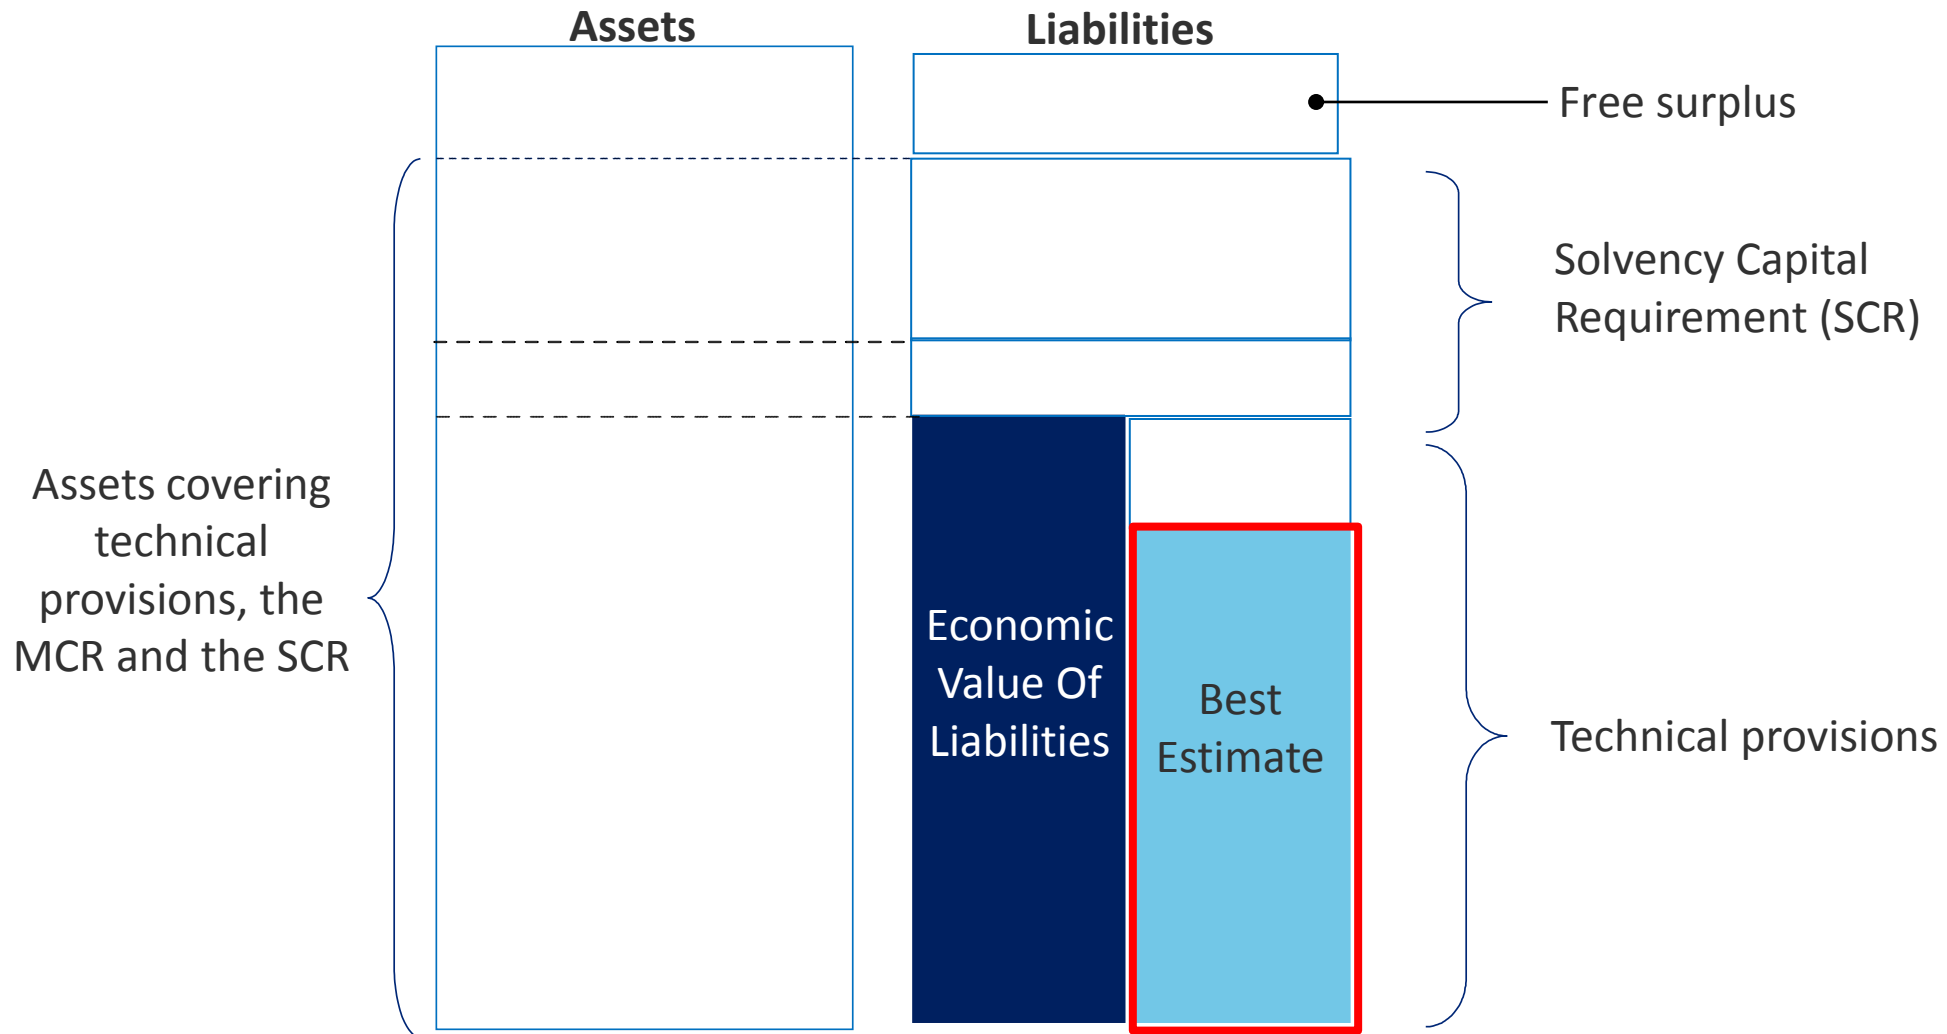 Assets
Liabilities
Free surplus
Solvency Capital
Requirement (SCR)
Assets covering
technical
provisions, the
MCR and the SCR
Economic
Value Of
Liabilities
Best
Estimate
Technical provisions